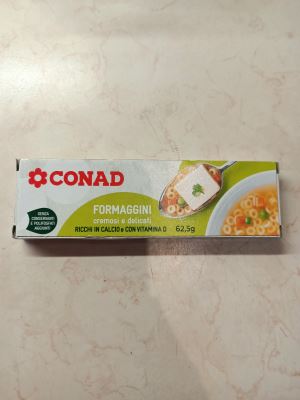 CONAD
FORMAGGINI
cremosi e delicati
RICCHI IN CALCIO e CON VITAMINA D 62,5g
SENZA
CONSERVANTI
E POLIFOSFATI
AGGIUNTI